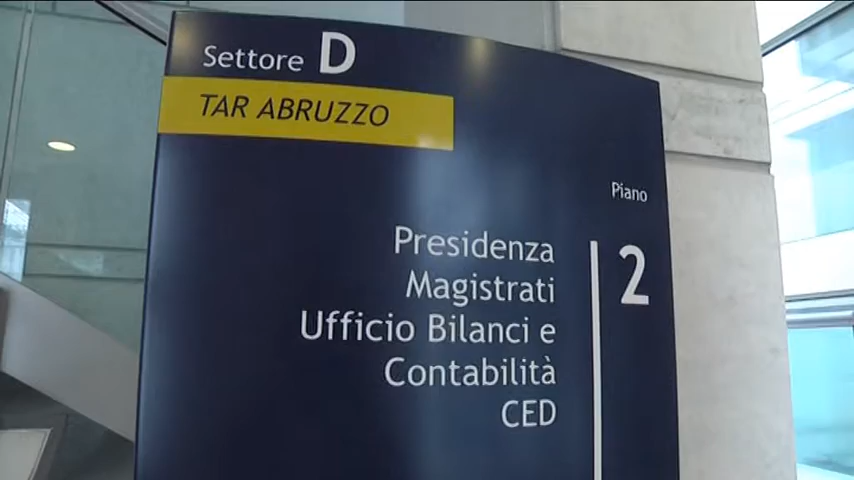 Settore D
TAR ABRUZZO
Piano
Presidenza
2
Magistrati
Ufficio Bilanci e
Contabilità
CED